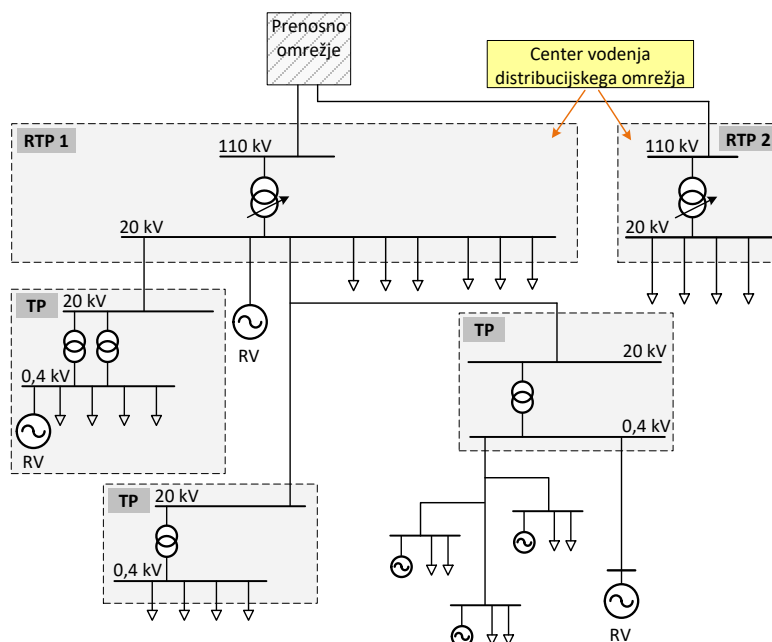 Prenosno
omrežje
Center vodenja
distribucijskega omrežja
RTP 1
110 kV
20 kV
110 kV
RTP 2
20 kV
TP
20 kV
0,4 kV
RV
RV
TP
20 kV
0,4 kV
TP
20 kV
0,4 kV
RV